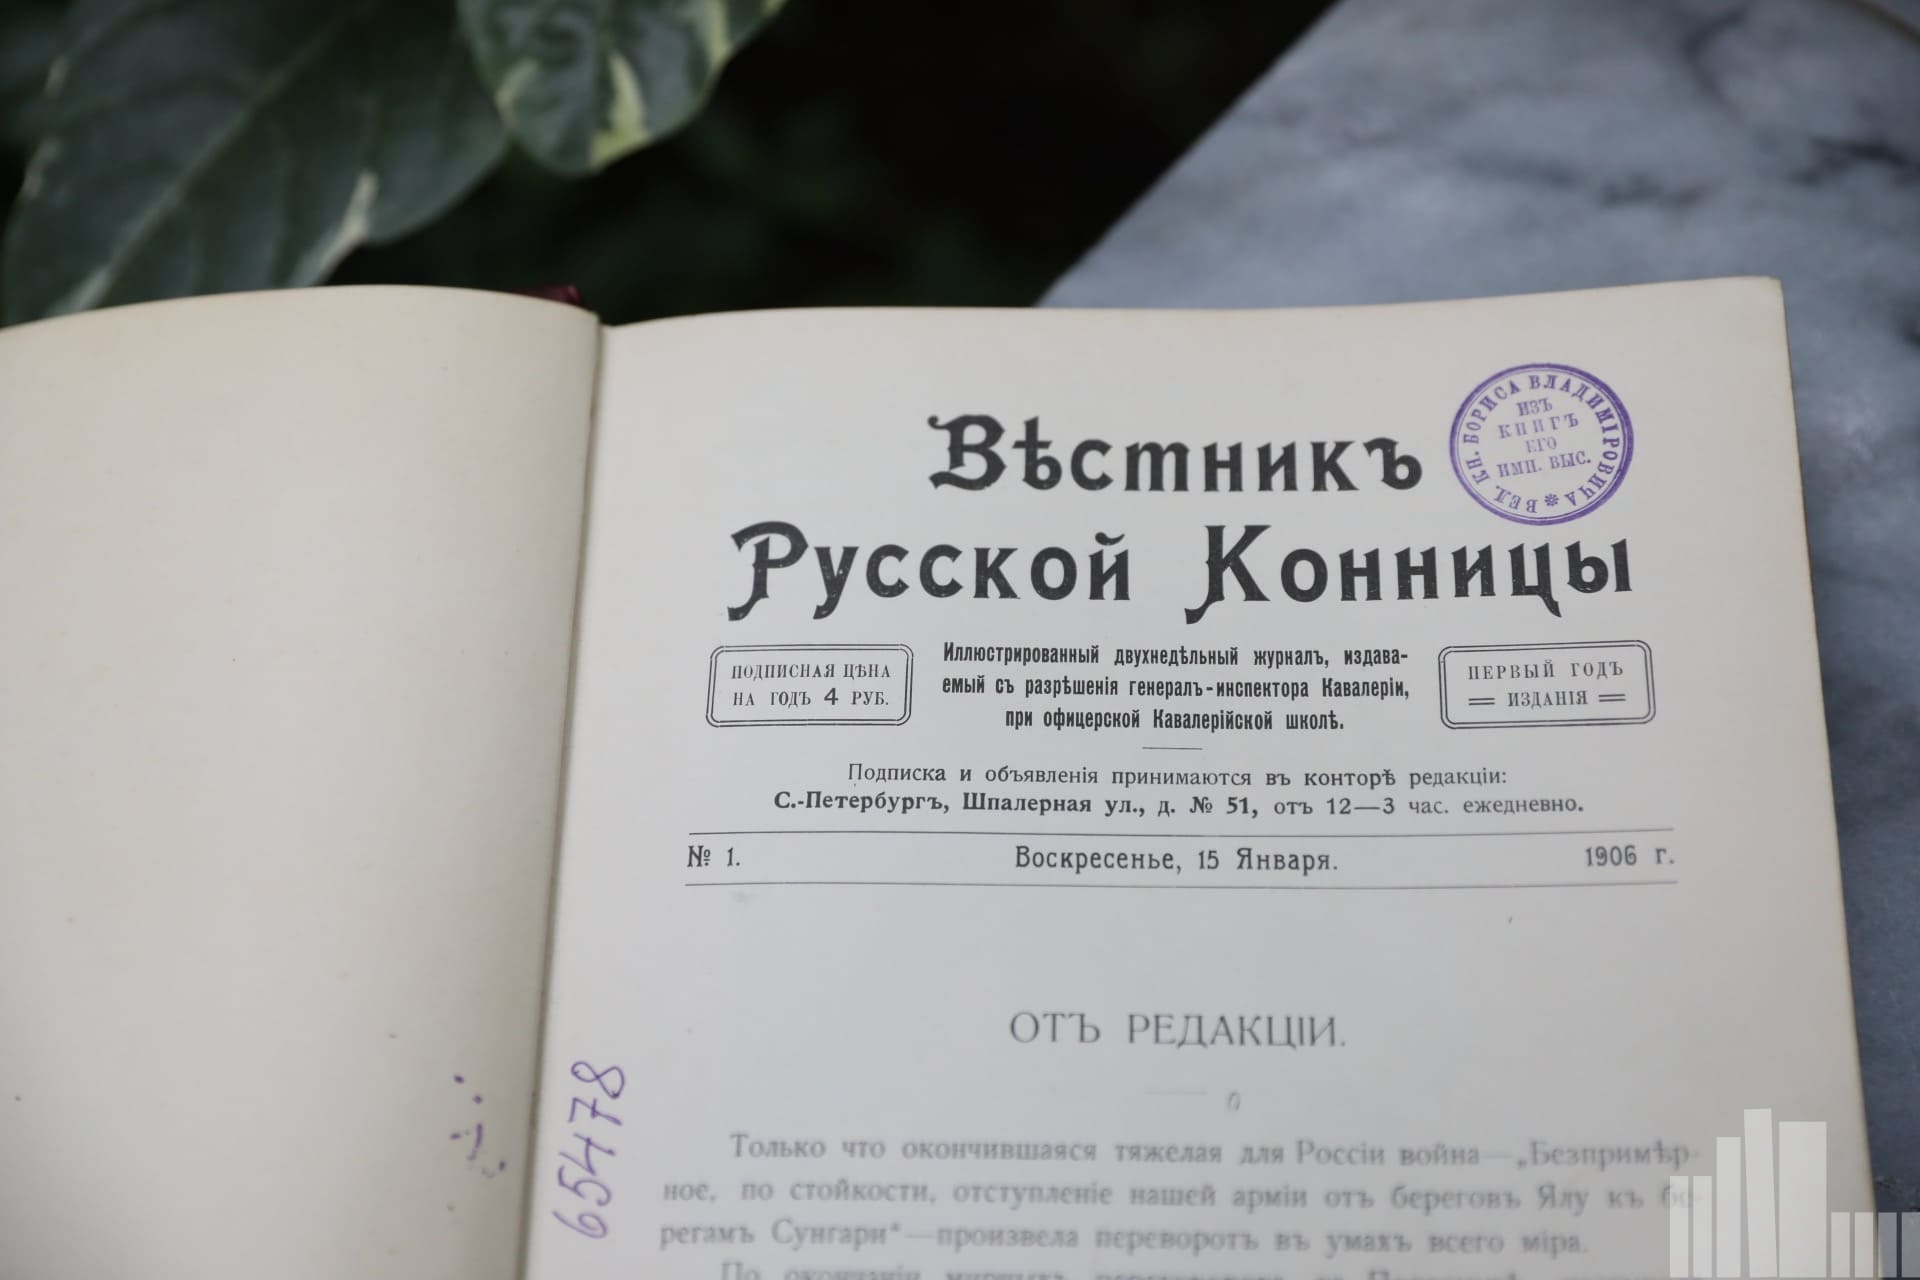 Вѣстникъ
Русской Конницы
ВЕЛ. КН. БОРИСА ВЛАДИМІРОВИЧА
ИЗЪ
КНИГЪ
ЕГО
ИМП. ВЫС.
ПОДПИСНАЯ ЦѢНА
НА ГОДЪ 4 РУБ.
Иллюстрированный двухнедѣльный журналъ, издава-
емый съ разрѣшенія генералъ-инспектора Кавалеріи,
при офицерской Кавалерійской школѣ.
ПЕРВЫЙ ГОДЪ
ИЗДАНІЯ
Подписка и объявленія принимаются въ конторѣ редакціи:
С.-Петербургъ, Шпалерная ул., д. № 51, отъ 12—3 час. ежедневно.
№ 1. Воскресенье, 15 Января. 1906 г.
ОТЪ РЕДАКЦІИ.
65478
Только что окончившаяся тяжелая для Россіи война—„Безпримѣр-
ное, по стойкости, отступленіе нашей арміи отъ береговъ Ялу къ бе-
регамъ Сунгари“—произвела переворотъ въ умахъ всего міра.
По окончаніи мирныхъ